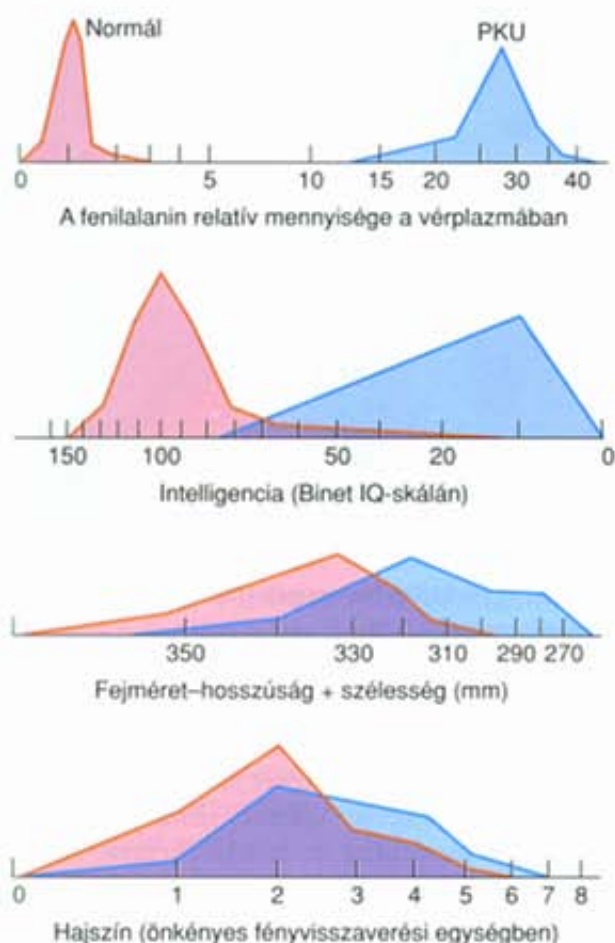 Normál
PKU
0 5 10 15 20 30 40
A fenilalanin relatív mennyisége a vérplazmában
150 100 50 20 0
Intelligencia (Binet IQ-skálán)
350 330 310 290 270
Fejméret–hosszúság + szélesség (mm)
0 1 2 3 4 5 6 7 8
Hajszín (önkényes fényvisszaverési egységben)